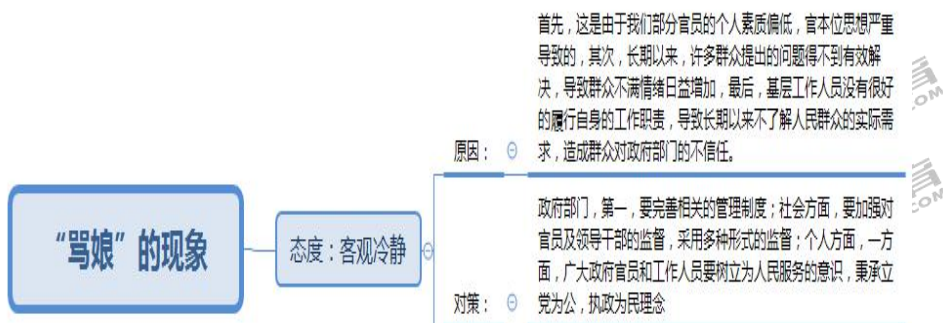 首先，这是由于我们部分官员的个人素质偏低，官本位思想严重
导致的，其次，长期以来，许多群众提出的问题得不到有效解
决，导致群众不满情绪日益增加，最后，基层工作人员没有很好
的履行自身的工作职责，导致长期以来不了解人民群众的实际需
求，造成群众对政府部门的不信任。
原因：
“骂娘”的现象
态度：客观冷静
政府部门，第一，要完善相关的管理制度；社会方面，要加强对
官员及领导干部的监督，采用多种形式的监督；个人方面，一方
面，广大政府官员和工作人员要树立为人民服务的意识，秉承立
党为公，执政为民理念
对策：